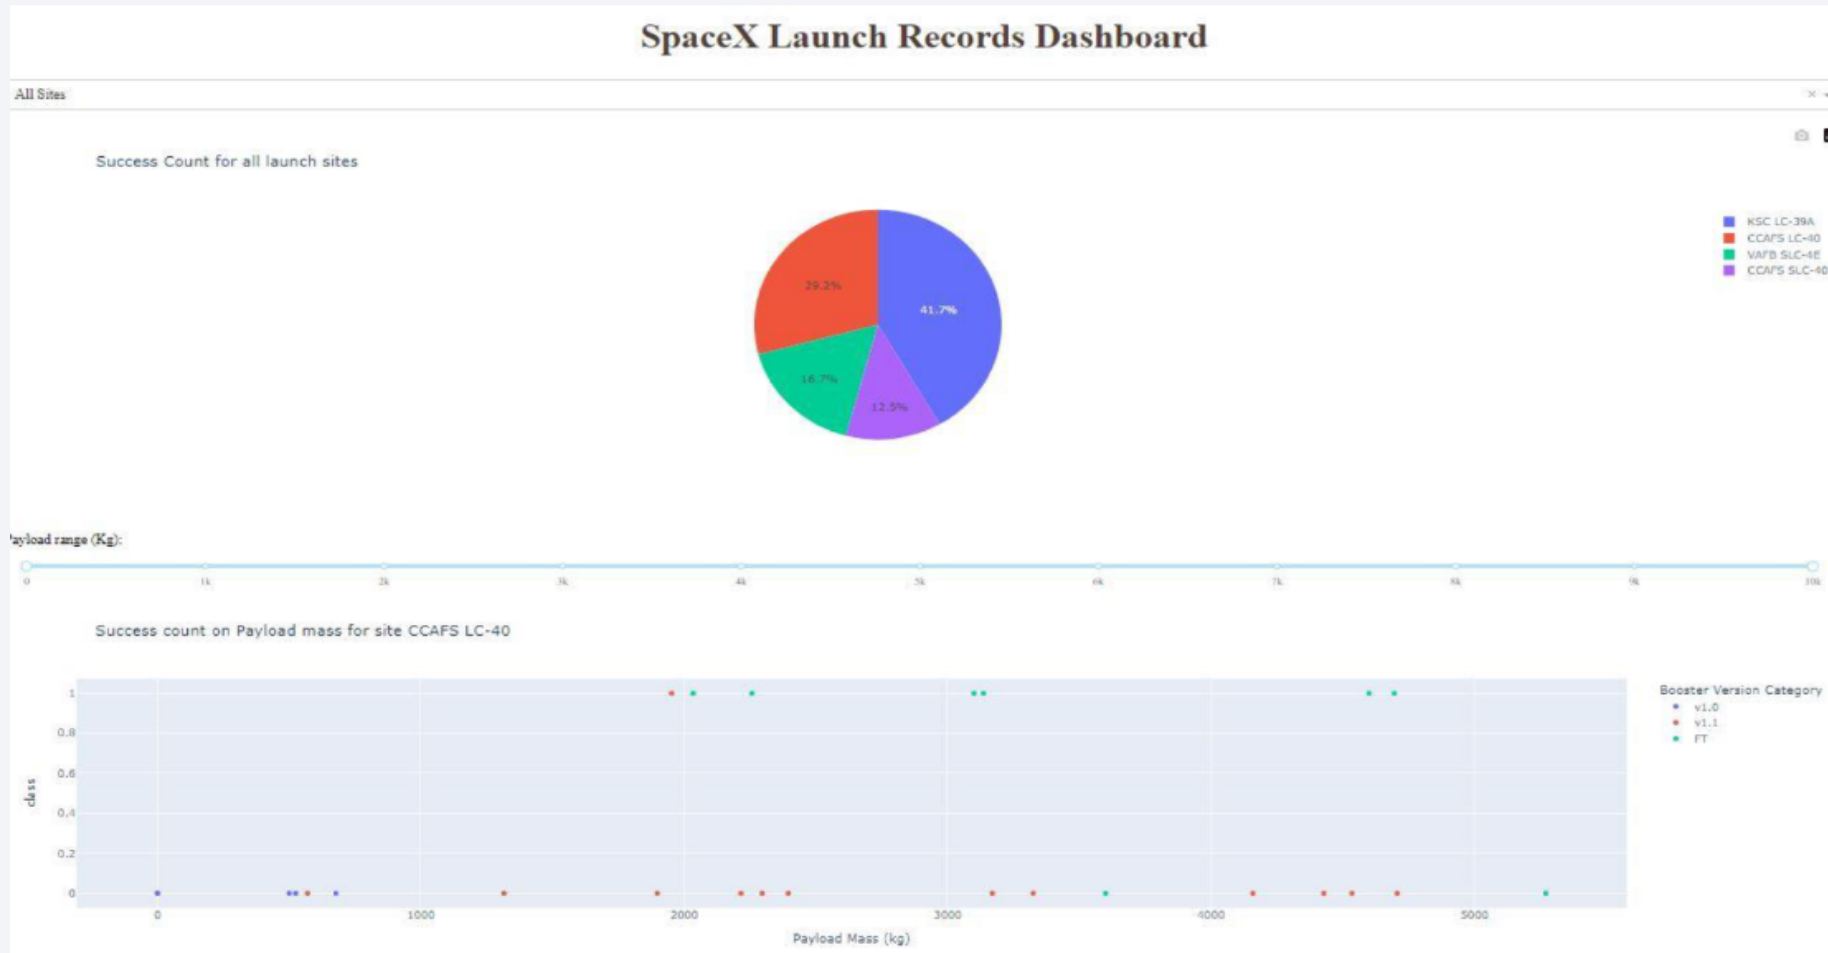 SpaceX Launch Records Dashboard
All Sites
Success Count for all launch sites
KSC LC-39A
CCAFS LC-40
VAFB SLC-4E
CCAFS SLC-40
29.2%
41.7%
16.7%
12.5%
ayload range (Kg):
0 1k 2k 3k 4k 5k 6k 7k 8k 9k 10k
Success count on Payload mass for site CCAFS LC-40
Booster Version Category
v1.0
v1.1
FT
1
0.8
0.6
0.4
0.2
0
class
0 1000 2000 3000 4000 5000
Payload Mass (kg)